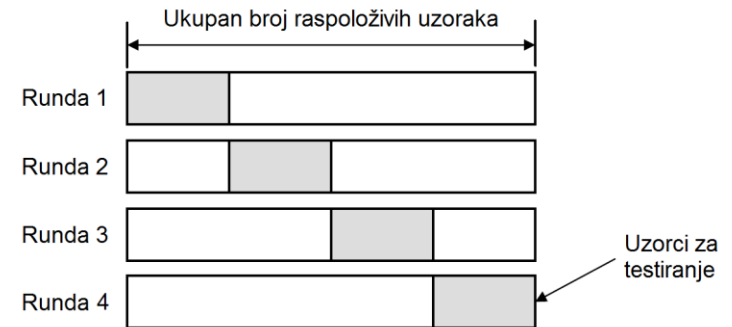 Ukupan broj raspoloživih uzoraka
Runda 1
Runda 2
Runda 3
Uzorci za
testiranje
Runda 4